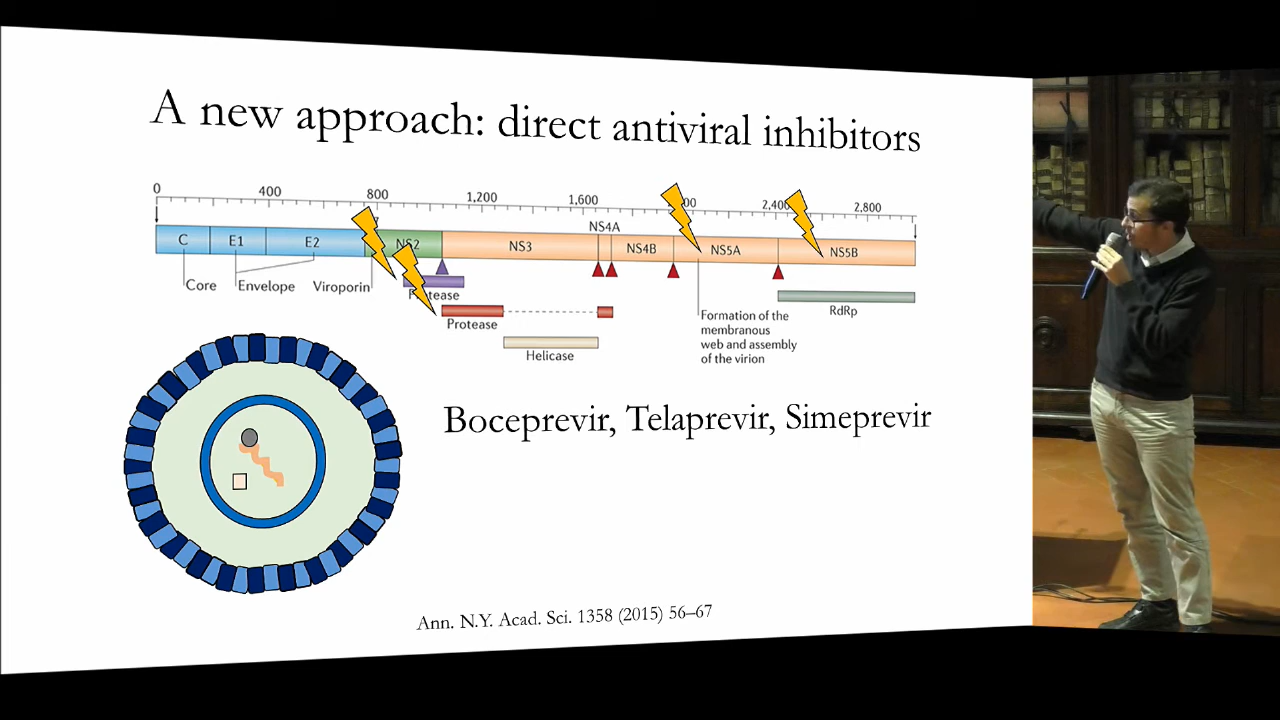 A new approach: direct antiviral inhibitors
0 400 800 1,200 1,600 2,400 2,800
NS4A
C E1 E2 NS2 NS3 NS4B NS5A NS5B
Core Envelope Viroporin
Protease
RdRp
Protease
Helicase
Formation of the
membranous
web and assembly
of the virion
Boceprevir, Telaprevir, Simeprevir
Ann. N.Y. Acad. Sci. 1358 (2015) 56–67